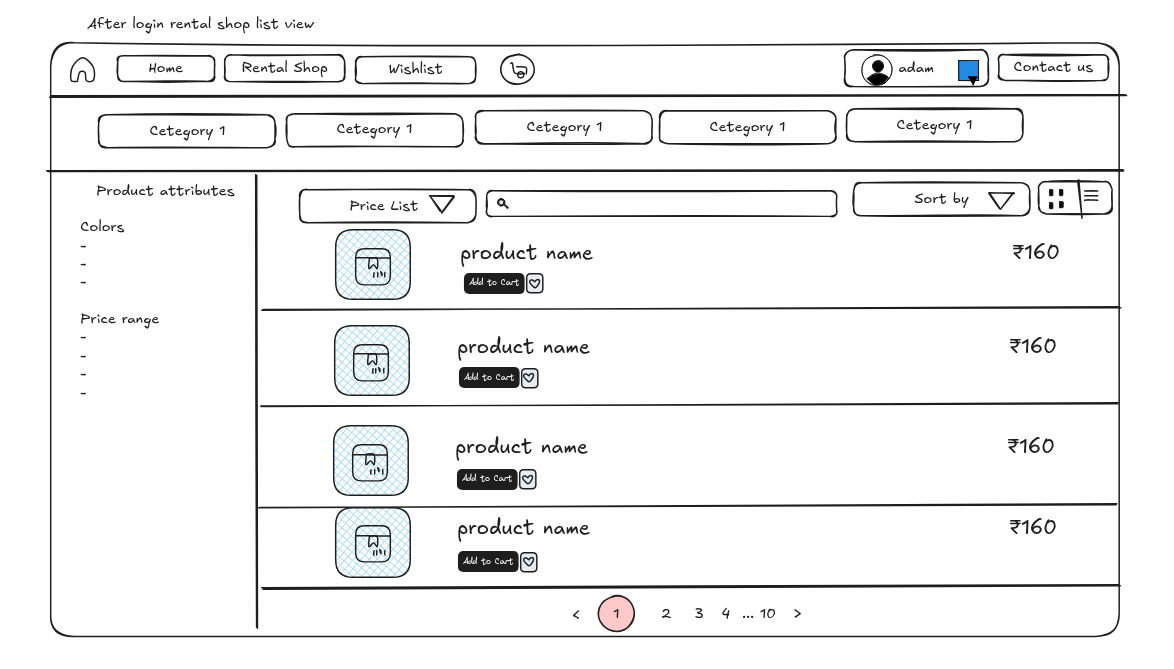 After login rental shop list view
Home Rental Shop Wishlist adam Contact us
Cetegory 1 Cetegory 1 Cetegory 1 Cetegory 1 Cetegory 1
Product attributes
Colors
-
-
-
Price range
-
-
-
-
Price List Sort by
product name ₹160
Add to Cart
product name ₹160
Add to Cart
product name ₹160
Add to Cart
product name ₹160
Add to Cart
< 1 2 3 4 ... 10 >